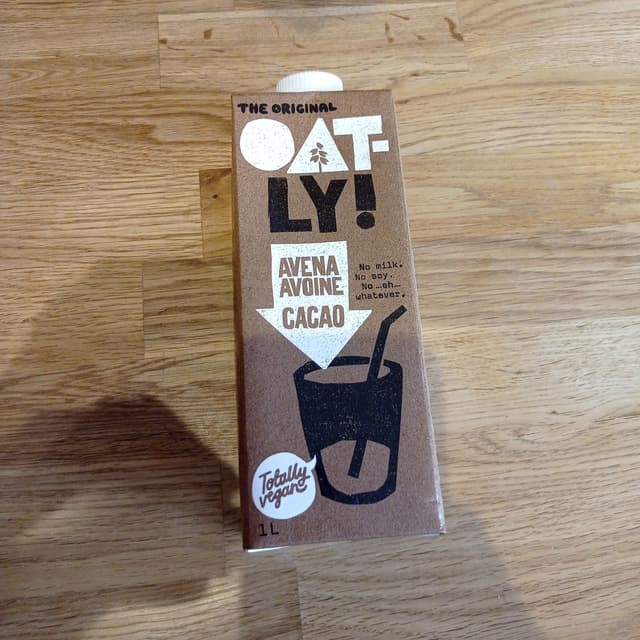 THE ORIGINAL
OAT-
LY!
AVENA
AVOINE
CACAO
No milk.
No soy.
No …eh…
whatever.
Totally
vegan
1L